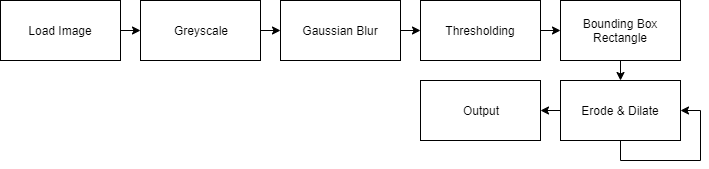 Load Image
Greyscale
Gaussian Blur
Thresholding
Bounding Box
Rectangle
Output
Erode & Dilate